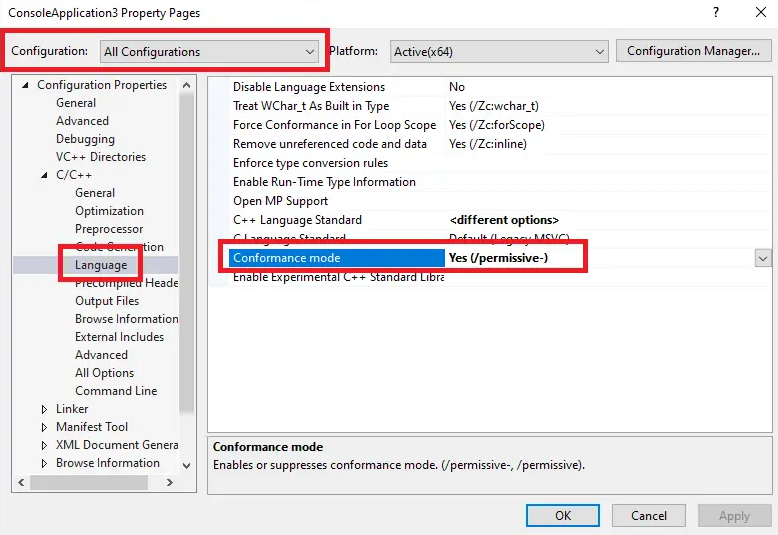 ConsoleApplication3 Property Pages ?
Configuration: All Configurations Platform: Active(x64) Configuration Manager...
Configuration Properties
General
Advanced
Debugging
VC++ Directories
C/C++
General
Optimization
Preprocessor
Code Generation
Language
Precompiled Heade
Output Files
Browse Information
External Includes
Advanced
All Options
Command Line
Linker
Manifest Tool
XML Document Genera
Browse Information
Disable Language Extensions No
Treat WChar_t As Built in Type Yes (/Zc:wchar_t)
Force Conformance in For Loop Scope Yes (/Zc:forScope)
Remove unreferenced code and data Yes (/Zc:inline)
Enforce type conversion rules
Enable Run-Time Type Information
Open MP Support
C++ Language Standard <different options>
C Language Standard Default (Legacy MSVC)
Conformance mode Yes (/permissive-)
Enable Experimental C++ Standard Libra
Conformance mode
Enables or suppresses conformance mode. (/permissive-, /permissive).
OK Cancel Apply